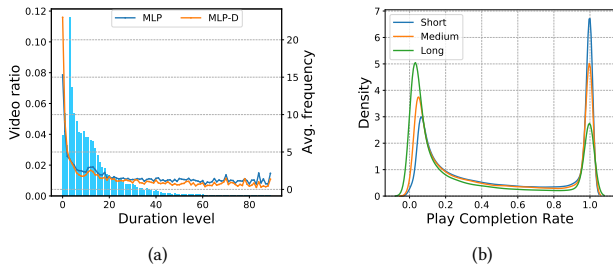 MLP MLP-D
0.12
0.10
0.08
0.06
0.04
0.02
0.00
Video ratio
20
15
10
5
0
Avg. frequency
0 20 40 60 80
Duration level
(a)
Short
Medium
Long
7
6
5
4
3
2
1
0
Density
0.0 0.2 0.4 0.6 0.8 1.0
Play Completion Rate
(b)